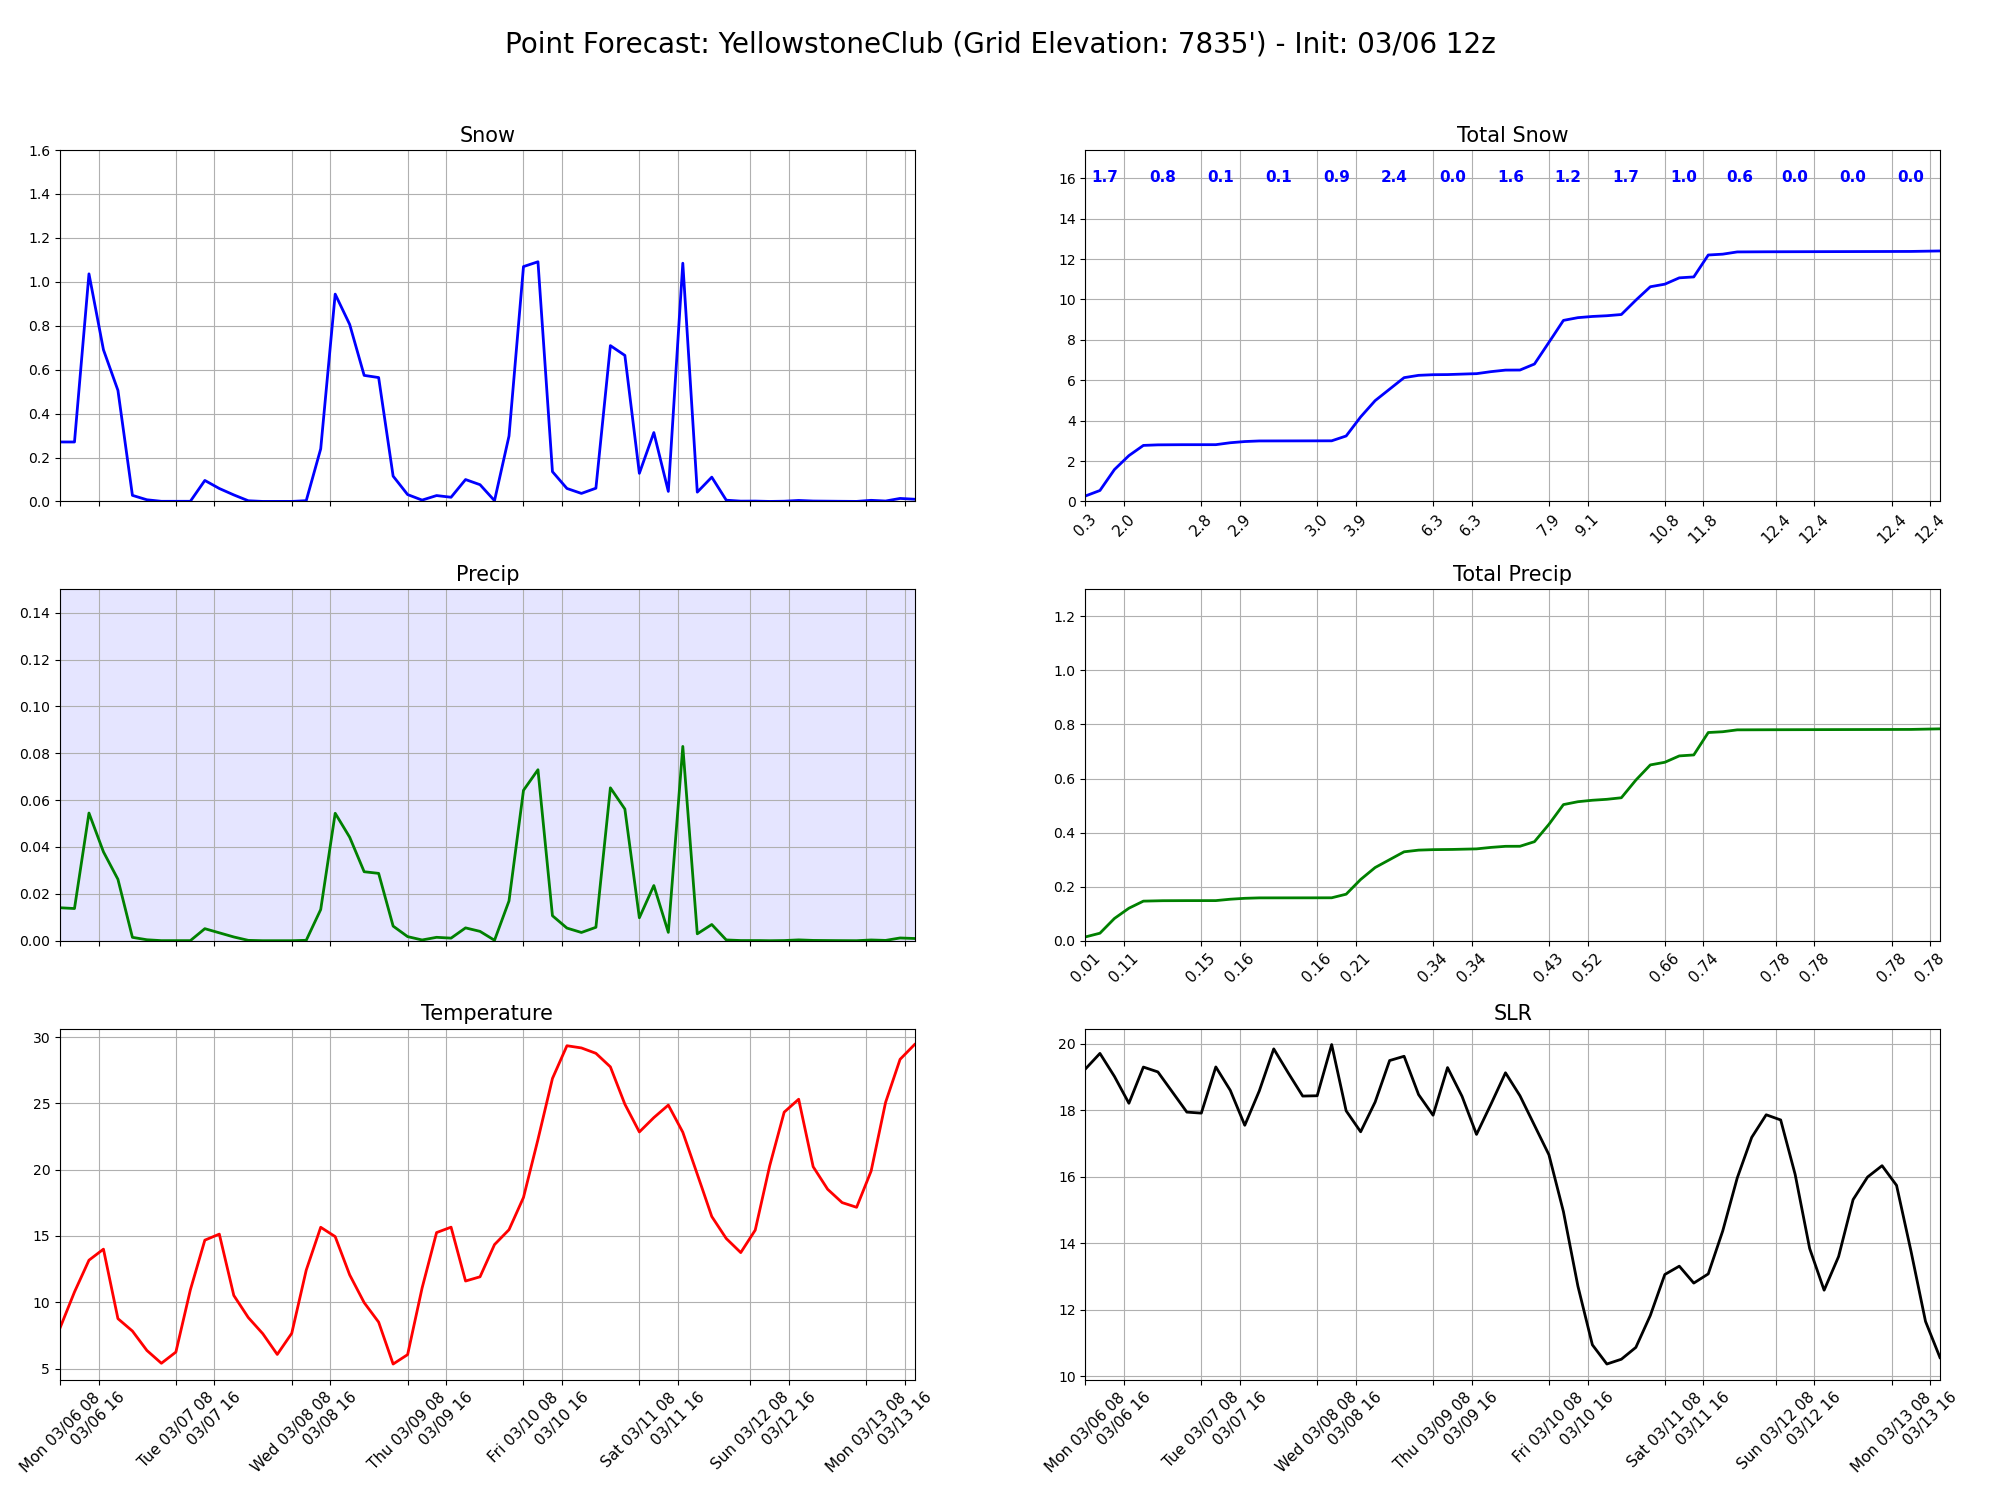 Point Forecast: YellowstoneClub (Grid Elevation: 7835') - Init: 03/06 12z
Snow
1.6
1.4
1.2
1.0
0.8
0.6
0.4
0.2
0.0
Total Snow
1.7 0.8 0.1 0.1 0.9 2.4 0.0 1.6 1.2 1.7 1.0 0.6 0.0 0.0 0.0
16
14
12
10
8
6
4
2
0
0.3 2.0 2.8 2.9 3.0 3.9 6.3 6.3 7.9 9.1 10.8 11.8 12.4 12.4 12.4 12.4
Precip
0.14
0.12
0.10
0.08
0.06
0.04
0.02
0.00
Total Precip
1.2
1.0
0.8
0.6
0.4
0.2
0.0
0.01 0.11 0.15 0.16 0.16 0.21 0.34 0.34 0.43 0.52 0.66 0.74 0.78 0.78 0.78 0.78
Temperature
30
25
20
15
10
5
Mon 03/06 08
03/06 16
Tue 03/07 08
03/07 16
Wed 03/08 08
03/08 16
Thu 03/09 08
03/09 16
Fri 03/10 08
03/10 16
Sat 03/11 08
03/11 16
Sun 03/12 08
03/12 16
Mon 03/13 08
03/13 16
SLR
20
18
16
14
12
10
Mon 03/06 08
03/06 16
Tue 03/07 08
03/07 16
Wed 03/08 08
03/08 16
Thu 03/09 08
03/09 16
Fri 03/10 08
03/10 16
Sat 03/11 08
03/11 16
Sun 03/12 08
03/12 16
Mon 03/13 08
03/13 16